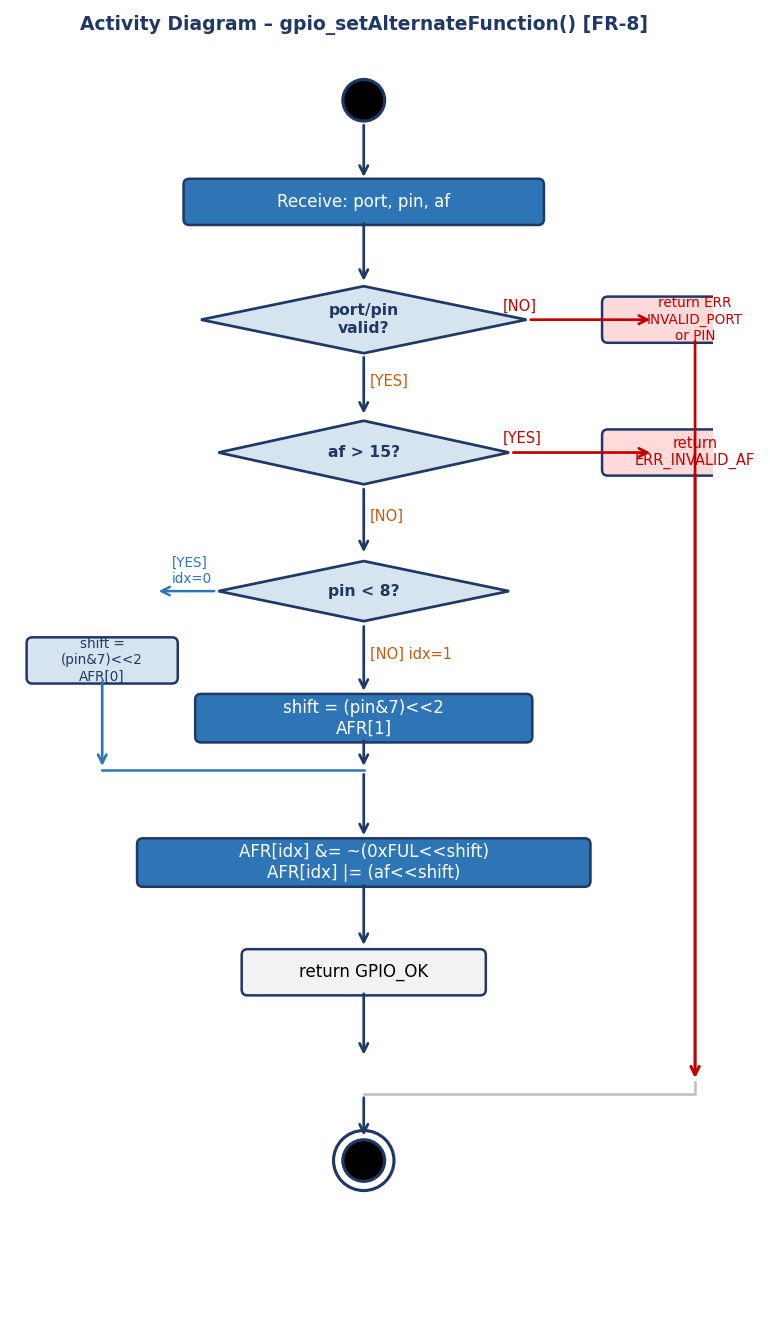 Activity Diagram – gpio_setAlternateFunction() [FR-8]
Receive: port, pin, af
port/pin
valid?
[NO]
return ERR
INVALID_PORT
or PIN
[YES]
af > 15?
[YES]
return
ERR_INVALID_AF
[NO]
pin < 8?
[YES]
idx=0
shift =
(pin&7)<<2
AFR[0]
[NO] idx=1
shift = (pin&7)<<2
AFR[1]
AFR[idx] &= ~(0xFUL<<shift)
AFR[idx] |= (af<<shift)
return GPIO_OK